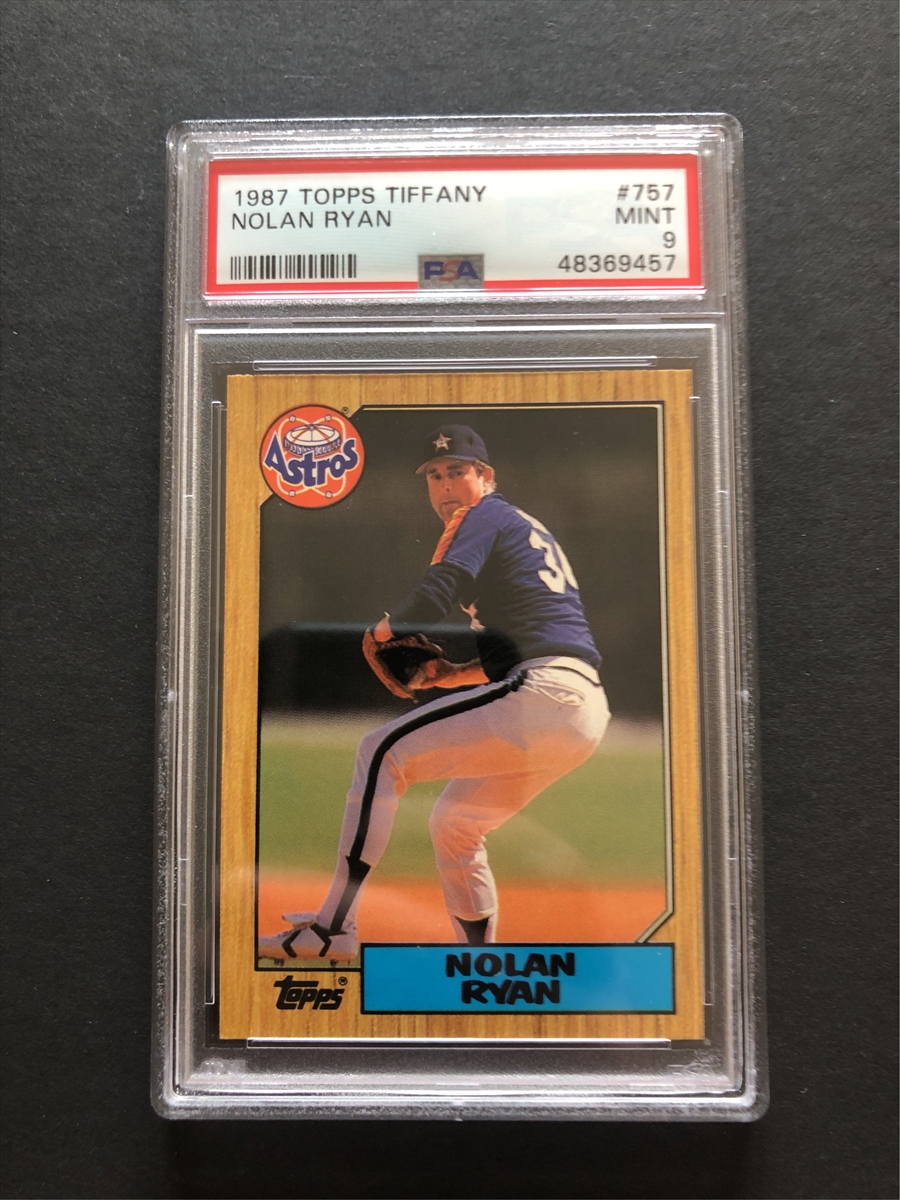 1987 TOPPS TIFFANY #757
NOLAN RYAN MINT
9
PSA 48369457
Astros
NOLAN
RYAN
Topps